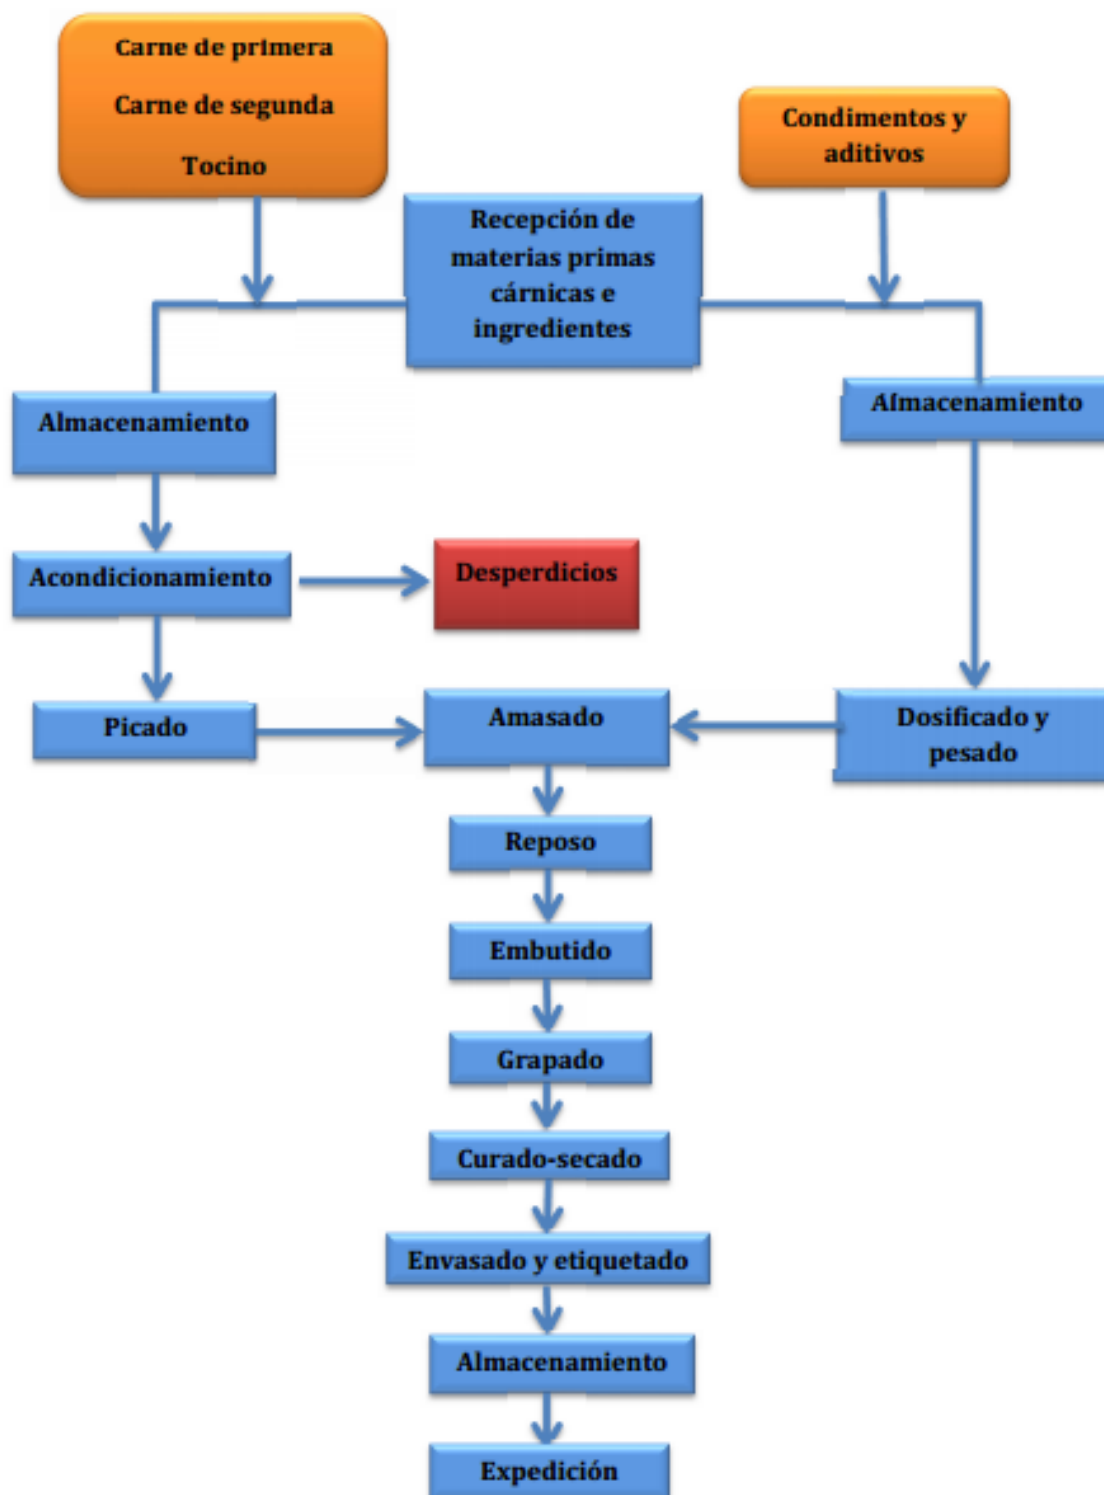 Carne de primera
Carne de segunda
Tocino
Condimentos y
aditivos
Recepción de
materias primas
cárnicas e
ingredientes
Almacenamiento
Almacenamiento
Acondicionamiento
Desperdicios
Picado
Amasado
Dosificado y
pesado
Reposo
Embutido
Grapado
Curado-secado
Envasado y etiquetado
Almacenamiento
Expedición